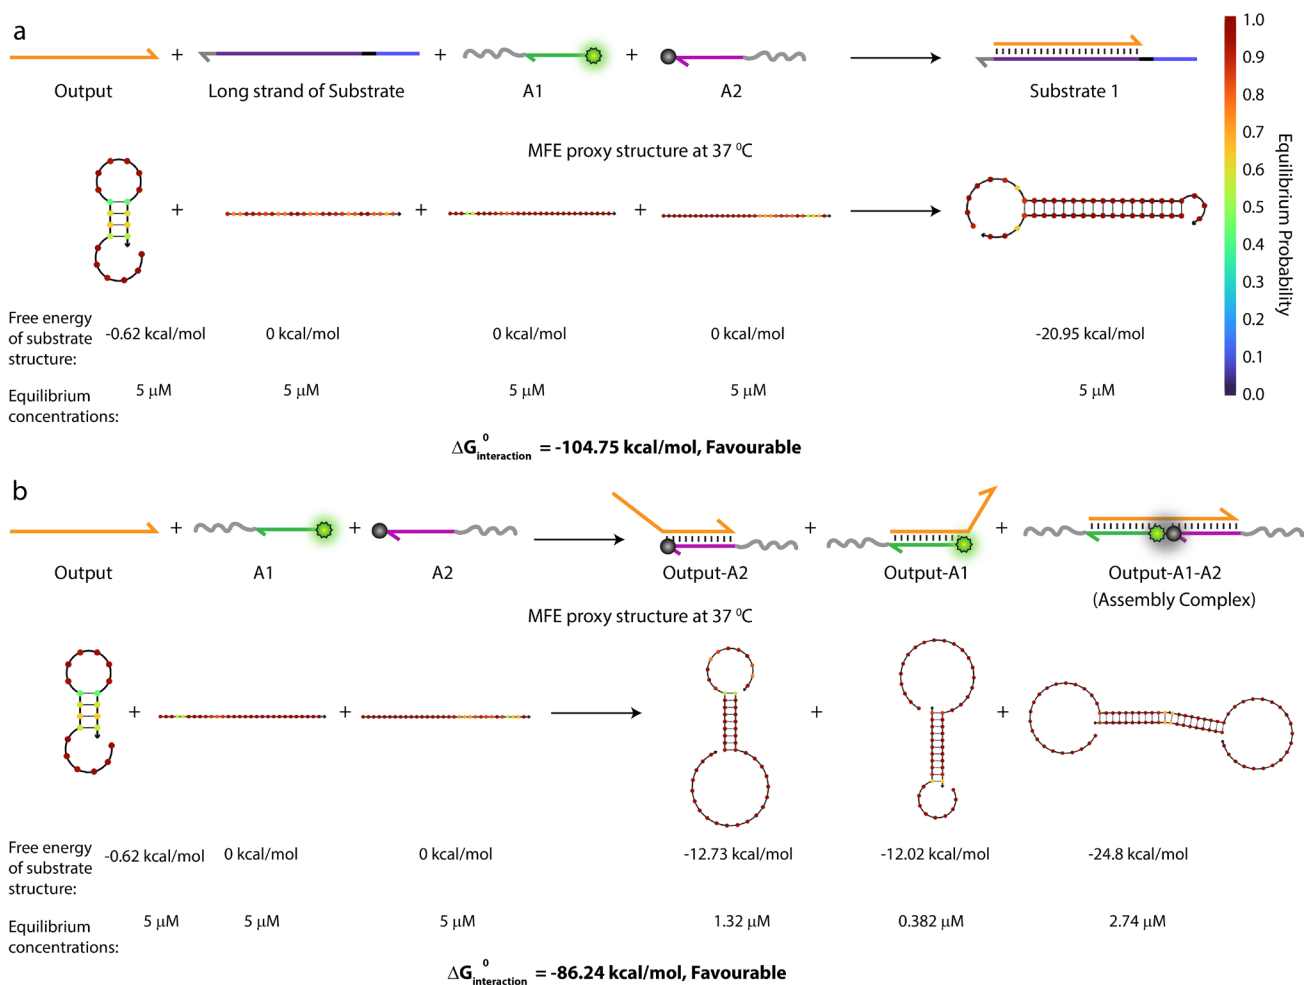 a
+ + + 
Output Long strand of Substrate A1 A2 Substrate 1
MFE proxy structure at 37 ⁰C
+ + +
Free energy
of substrate
structure:
-0.62 kcal/mol 0 kcal/mol 0 kcal/mol 0 kcal/mol -20.95 kcal/mol
Equilibrium
concentrations:
5 μM 5 μM 5 μM 5 μM 5 μM
ΔG⁰interaction = -104.75 kcal/mol, Favourable
1.0
0.9
0.8
0.7
0.6
0.5
0.4
0.3
0.2
0.1
0.0
Equilibrium Probability
b
+ + + +
Output A1 A2 Output-A2 Output-A1 Output-A1-A2
(Assembly Complex)
MFE proxy structure at 37 ⁰C
+ + + +
Free energy
of substrate
structure:
-0.62 kcal/mol 0 kcal/mol 0 kcal/mol -12.73 kcal/mol -12.02 kcal/mol -24.8 kcal/mol
Equilibrium
concentrations:
5 μM 5 μM 5 μM 1.32 μM 0.382 μM 2.74 μM
ΔG⁰interaction = -86.24 kcal/mol, Favourable